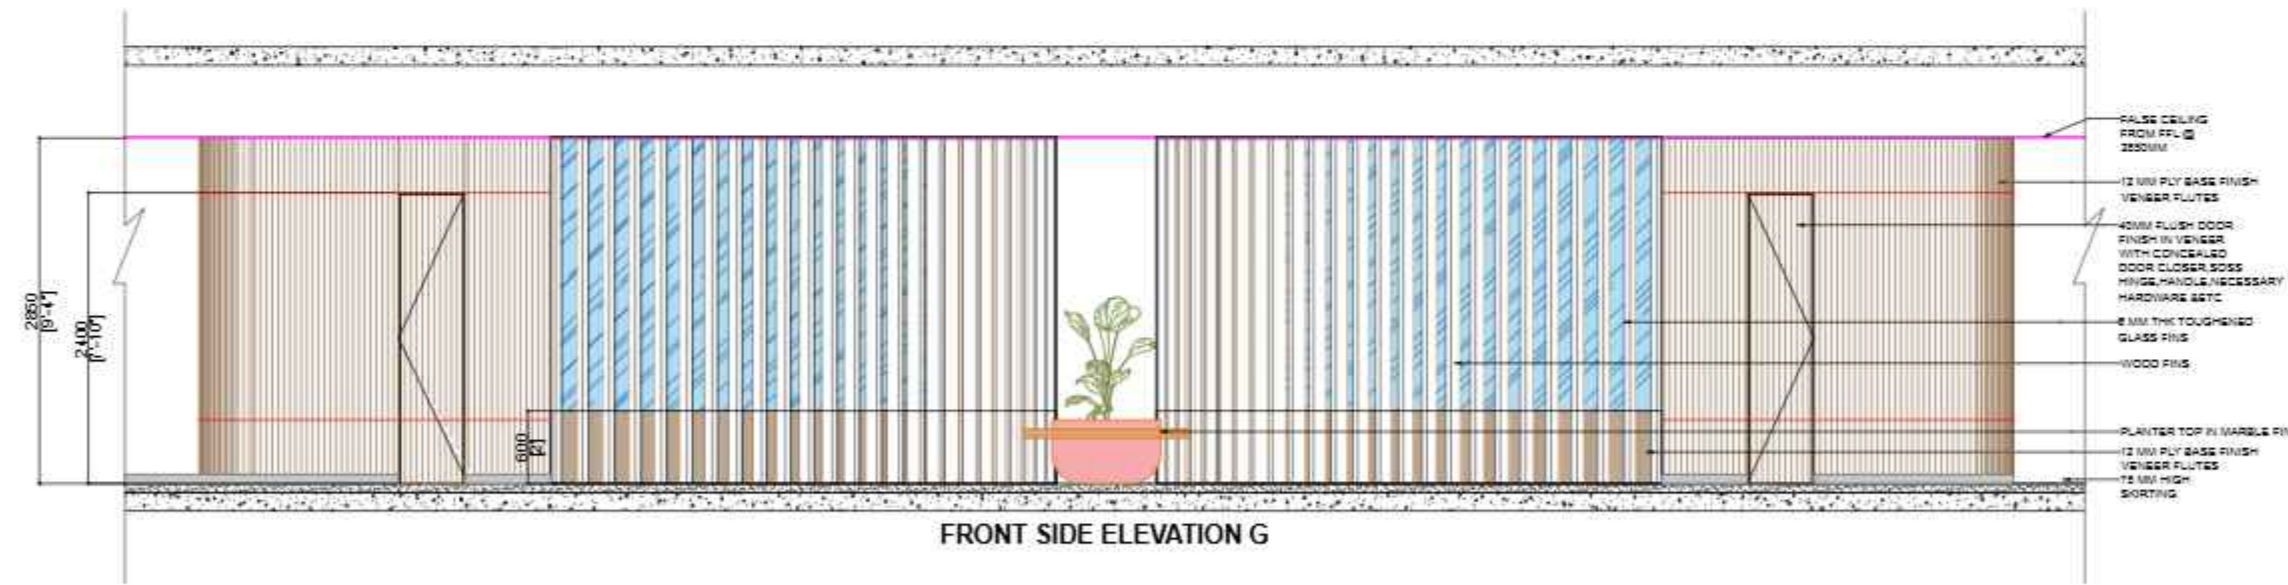 FALSE CEILING
FROM FFL @
2850MM
12 MM PLY BASE FINISH
VENEER FLUTES
40MM FLUSH DOOR
FINISH IN VENEER
WITH CONCEALED
DOOR CLOSER,SOSS
HINGE,HANDLE,NECESSARY
HARDWARE &ETC
MM THK TOUGHENED
GLASS FINS
WOOD FINS
PLANTER TOP IN MARBLE FIN
12 MM PLY BASE FINISH
VENEER FLUTES
75 MM HIGH
SKIRTING
2850
[9'-4"]
2400
[7'-10"]
600
[2']
FRONT SIDE ELEVATION G